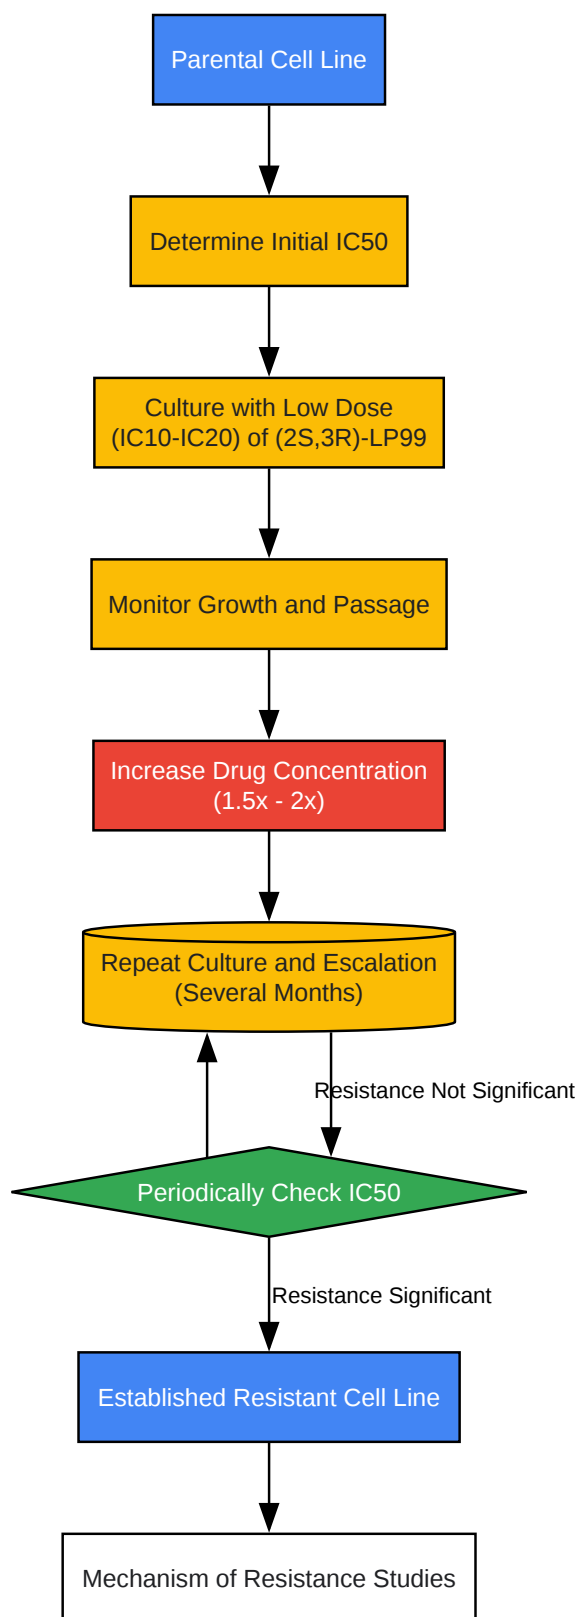 Parental Cell Line
Determine Initial IC50
Culture with Low Dose
(IC10-IC20) of (2S,3R)-LP99
Monitor Growth and Passage
Increase Drug Concentration
(1.5x - 2x)
Repeat Culture and Escalation
(Several Months)
Resistance Not Significant
Periodically Check IC50
Resistance Significant
Established Resistant Cell Line
Mechanism of Resistance Studies